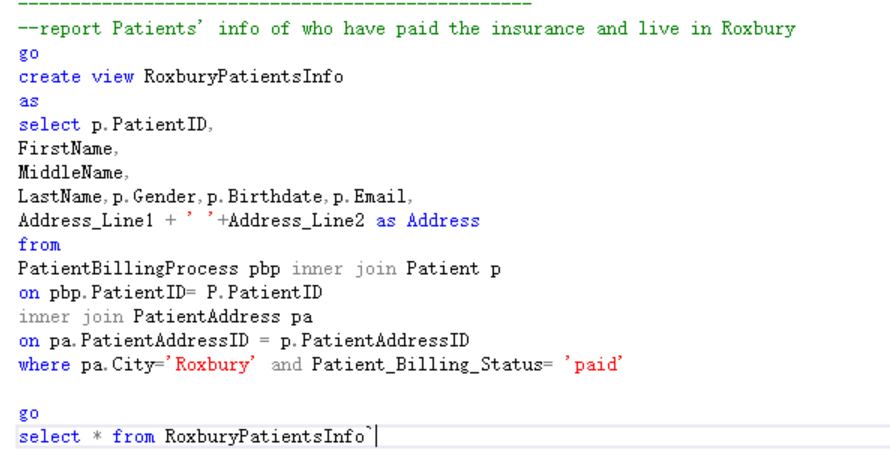 --------------------------------------------------
--report Patients' info of who have paid the insurance and live in Roxbury
go
create view RoxburyPatientsInfo
as
select p.PatientID,
FirstName,
MiddleName,
LastName,p.Gender,p.Birthdate,p.Email,
Address_Line1 + ' '+Address_Line2 as Address
from
PatientBillingProcess pbp inner join Patient p
on pbp.PatientID= P.PatientID
inner join PatientAddress pa
on pa.PatientAddressID = p.PatientAddressID
where pa.City='Roxbury' and Patient_Billing_Status= 'paid'
go
select * from RoxburyPatientsInfo`